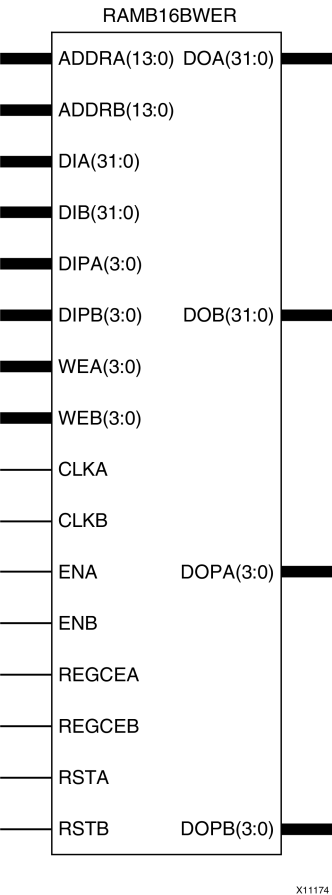 RAMB16BWER
ADDRA(13:0) DOA(31:0)
ADDRB(13:0)
DIA(31:0)
DIB(31:0)
DIPA(3:0)
DIPB(3:0) DOB(31:0)
WEA(3:0)
WEB(3:0)
CLKA
CLKB
ENA DOPA(3:0)
ENB
REGCEA
REGCEB
RSTA
RSTB DOPB(3:0)
X11174